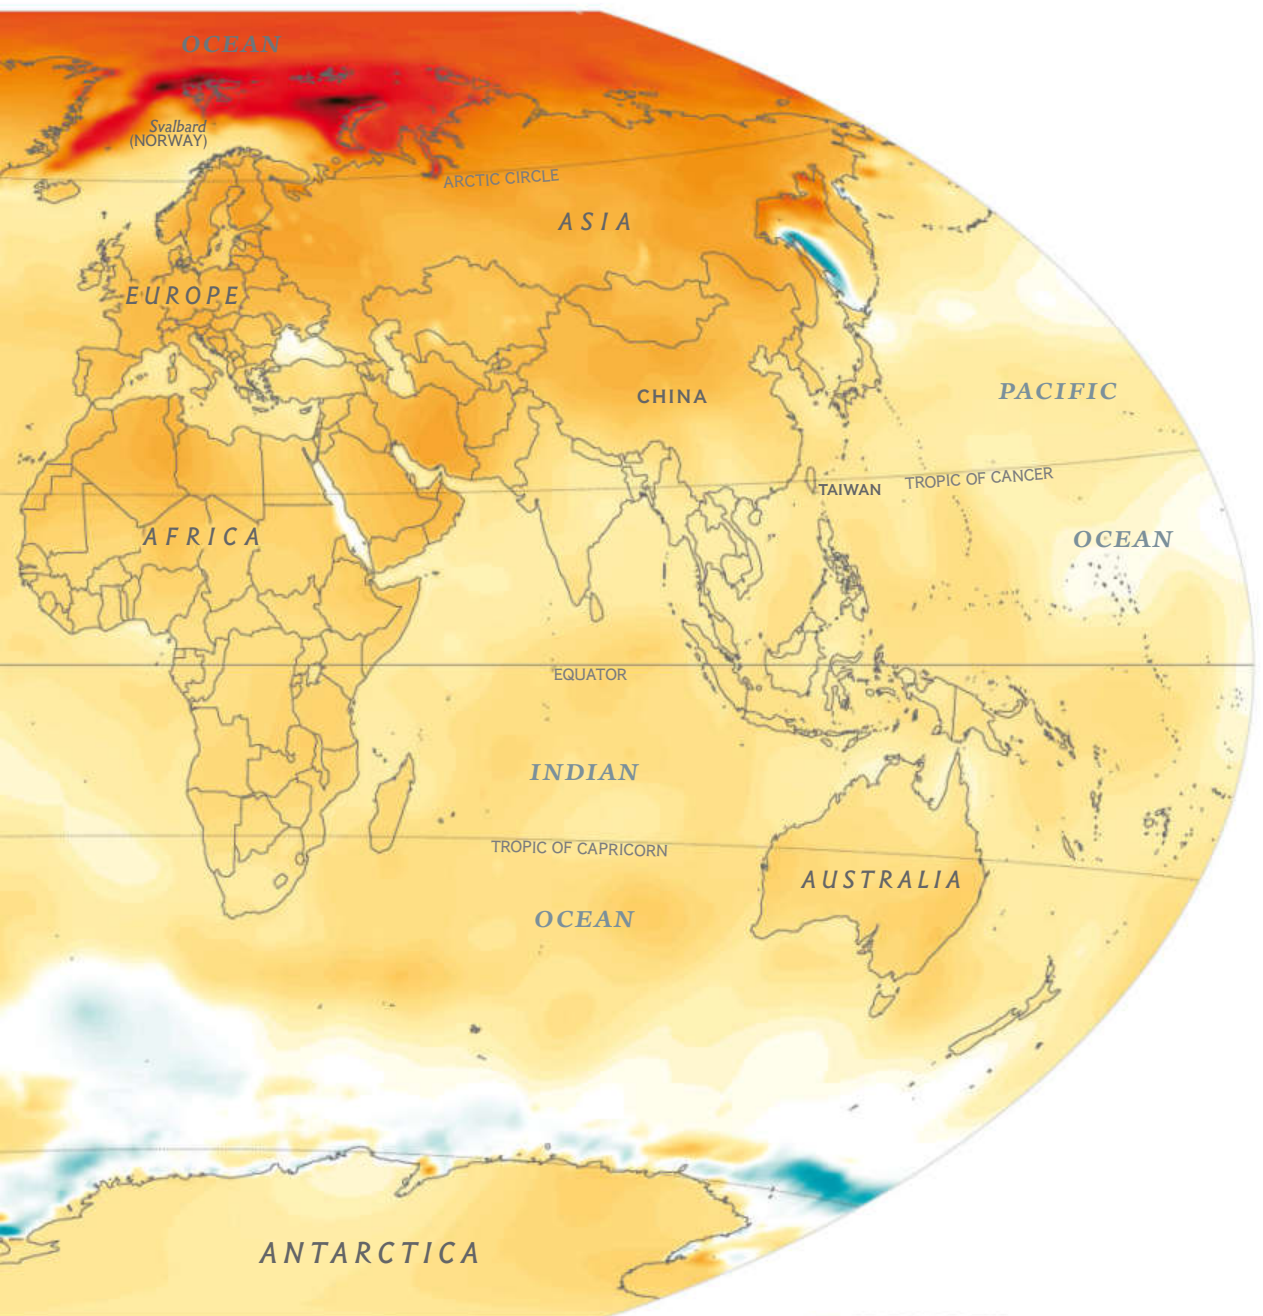 OCEAN
Svalbard
(NORWAY)
ARCTIC CIRCLE
ASIA
EUROPE
PACIFIC
CHINA
TROPIC OF CANCER
TAIWAN
AFRICA
OCEAN
EQUATOR
INDIAN
TROPIC OF CAPRICORN
AUSTRALIA
OCEAN
ANTARCTICA